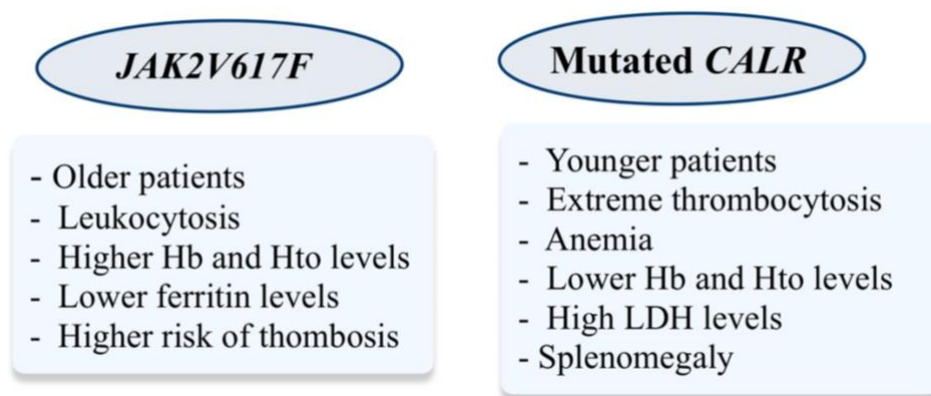 JAK2V617F
- Older patients
- Leukocytosis
- Higher Hb and Hto levels
- Lower ferritin levels
- Higher risk of thombosis
Mutated CALR
- Younger patients
- Extreme thrombocytosis
- Anemia
- Lower Hb and Hto levels
- High LDH levels
- Splenomegaly